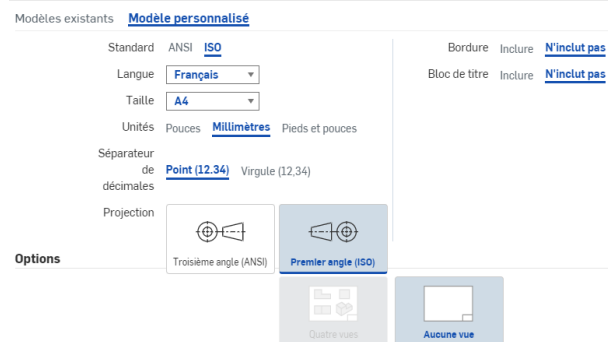 Modèles existants Modèle personnalisé
Standard ANSI ISO Bordure Inclure N'inclut pas
Langue Français Bloc de titre Inclure N'inclut pas
Taille A4
Unités Pouces Millimètres Pieds et pouces
Séparateur
de Point (12.34) Virgule (12,34)
décimales
Projection
Troisième angle (ANSI) Premier angle (ISO)
Options
Quatre vues Aucune vue